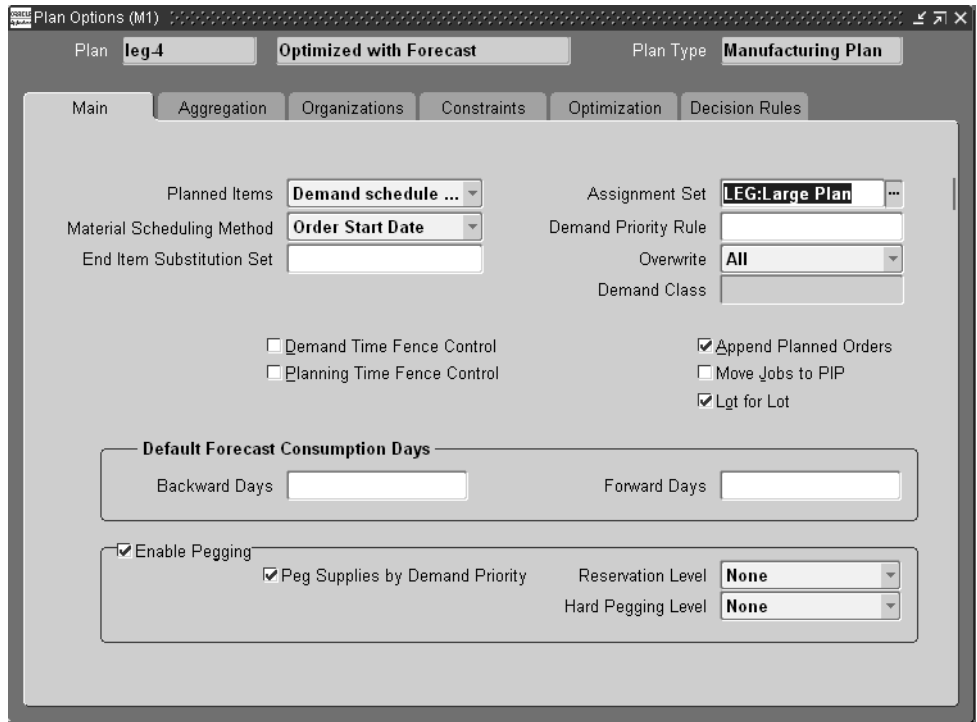 ORACLE
Plan Options (M1)
Plan leg-4 Optimized with Forecast Plan Type Manufacturing Plan
Main Aggregation Organizations Constraints Optimization Decision Rules
Planned Items Demand schedule ... Assignment Set LEG:Large Plan ...
Material Scheduling Method Order Start Date Demand Priority Rule
End Item Substitution Set Overwrite All
Demand Class
Demand Time Fence Control Append Planned Orders
Planning Time Fence Control Move Jobs to PIP
Lot for Lot
Default Forecast Consumption Days
Backward Days Forward Days
Enable Pegging
Peg Supplies by Demand Priority Reservation Level None
Hard Pegging Level None